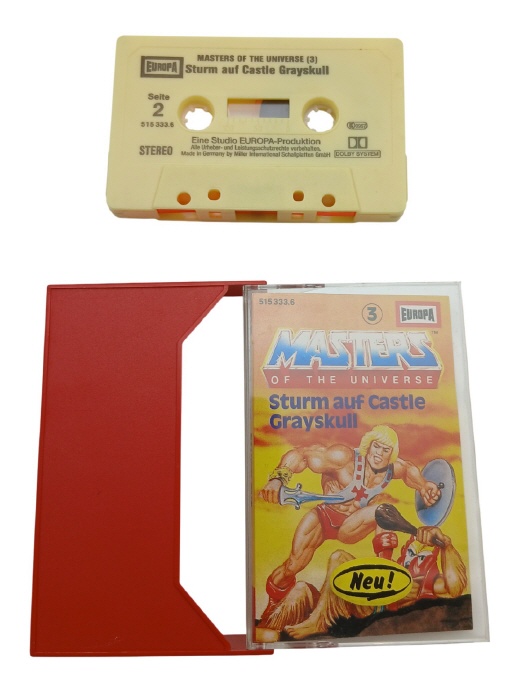 MASTERS OF THE UNIVERSE (3)
EUROPA Sturm auf Castle Grayskull
Seite
2
515 333.6
STEREO
Eine Studio EUROPA-Produktion
Alle Urheber- und Leistungsschutzrechte vorbehalten.
Made in Germany by Miller International Schallplatten GmbH
DOLBY SYSTEM
515 333.6
3 EUROPA
MASTERS
OF THE UNIVERSE
Sturm auf Castle
Grayskull
Neu!